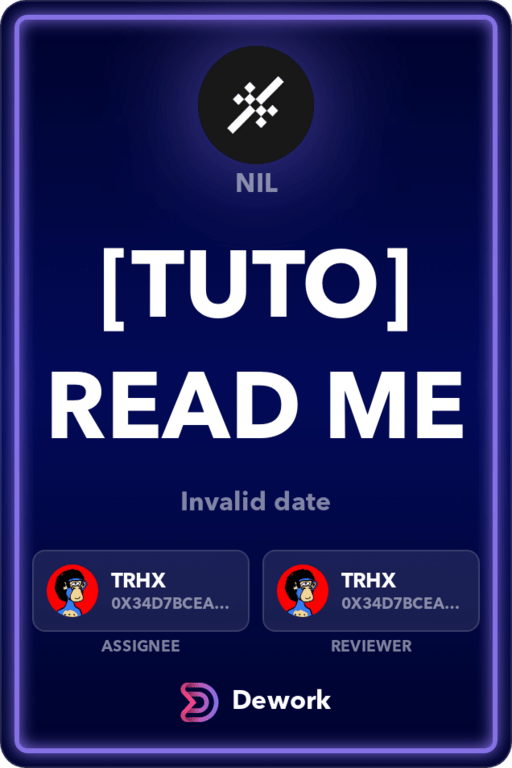 NIL
[TUTO]
READ ME
Invalid date
TRHX
0X34D7BCEA...
ASSIGNEE
TRHX
0X34D7BCEA...
REVIEWER
Dework